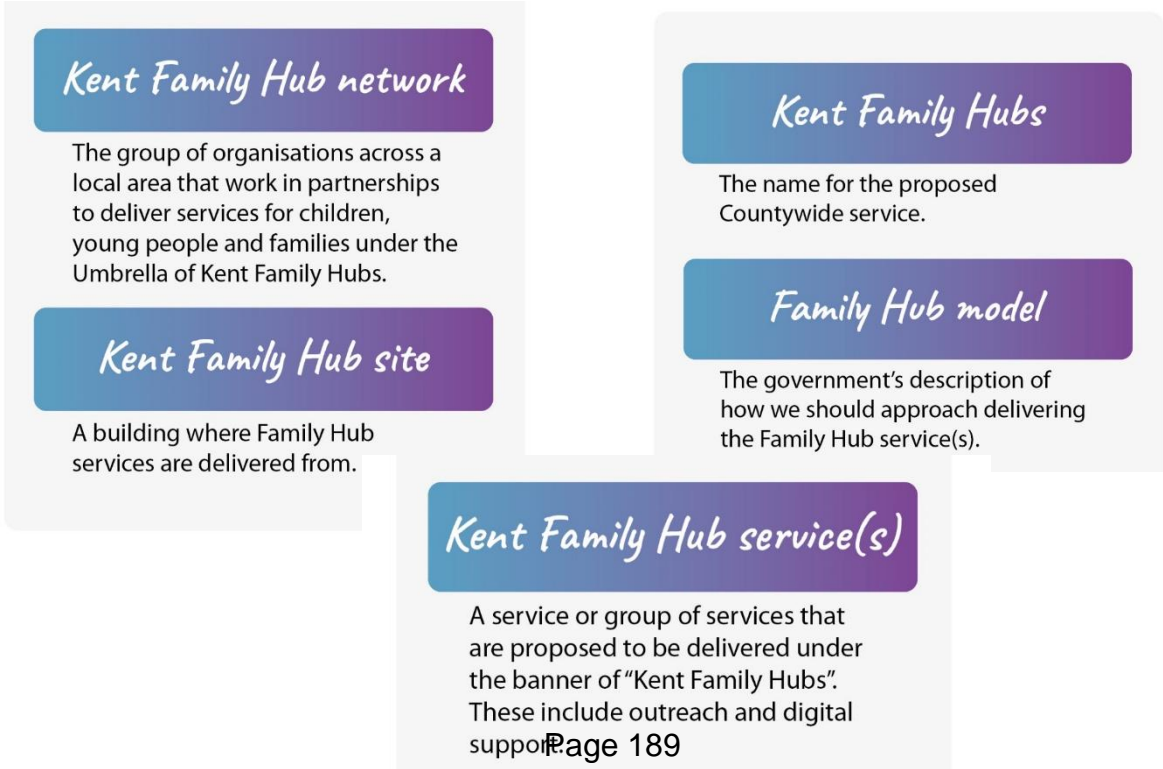 Kent Family Hub network
The group of organisations across a
local area that work in partnerships
to deliver services for children,
young people and families under the
Umbrella of Kent Family Hubs.
Kent Family Hub site
A building where Family Hub
services are delivered from.
Kent Family Hubs
The name for the proposed
Countywide service.
Family Hub model
The government’s description of
how we should approach delivering
the Family Hub service(s).
Kent Family Hub service(s)
A service or group of services that
are proposed to be delivered under
the banner of “Kent Family Hubs”.
These include outreach and digital
support.
Page 189